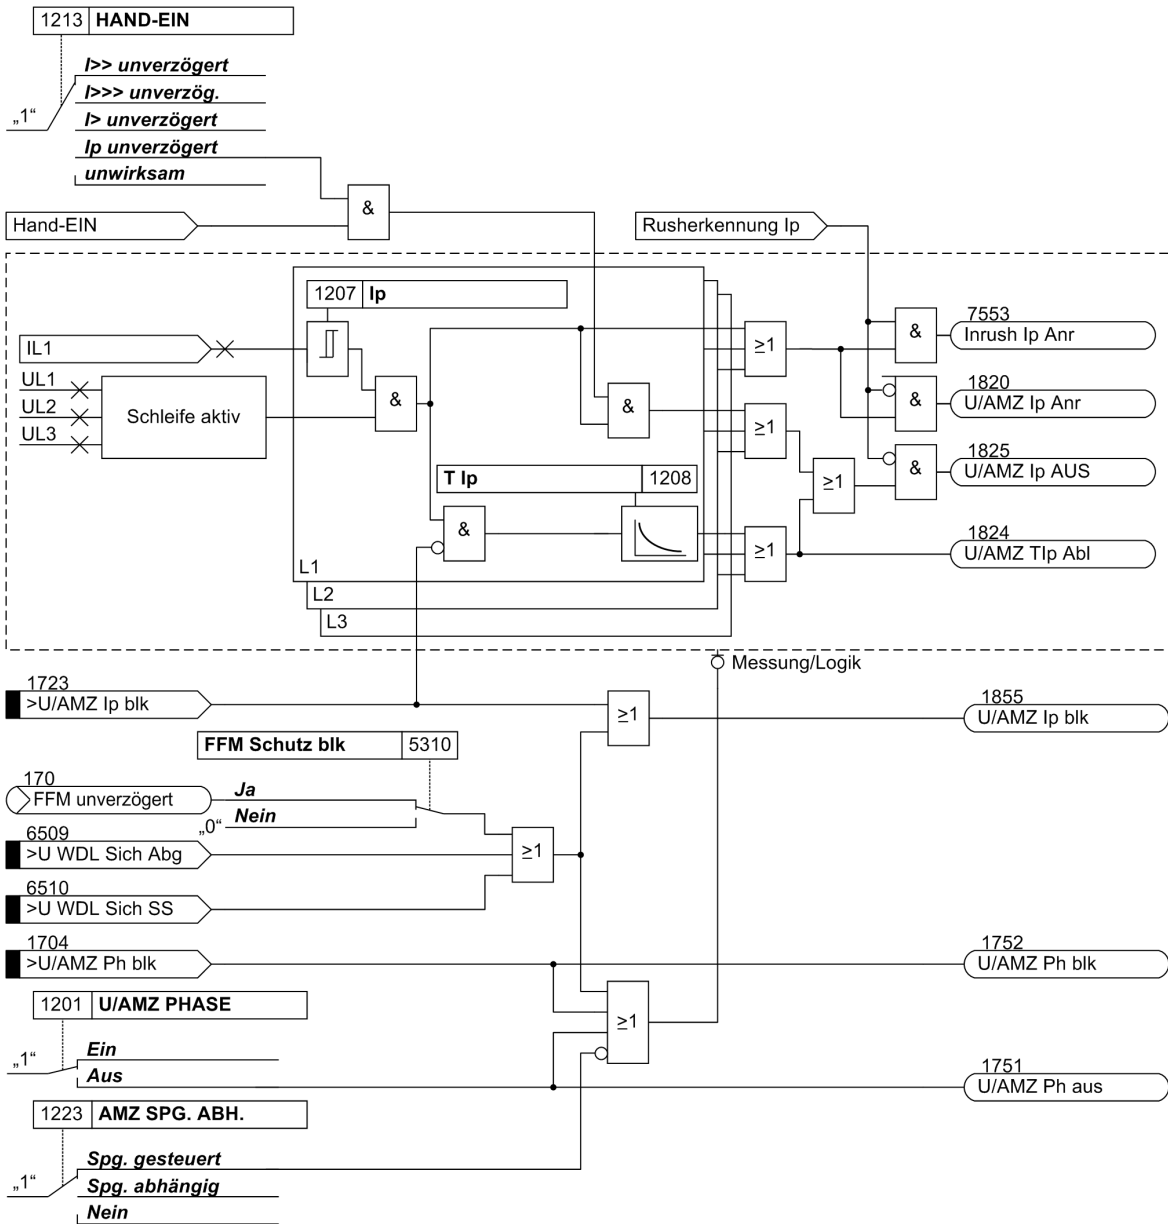 1213 HAND-EIN
I>> unverzögert
I>>> unverzög.
„1“
I> unverzögert
Ip unverzögert
unwirksam
&
Hand-EIN
Rusherkennung Ip
1207 Ip
7553
&
Inrush Ip Anr
IL1
≥1
UL1
1820
&
&
&
U/AMZ Ip Anr
UL2
Schleife aktiv
≥1
UL3
1825
&
U/AMZ Ip AUS
T Ip 1208
≥1
&
1824
≥1
U/AMZ TIp Abl
L1
L2
L3
Messung/Logik
1723
>U/AMZ Ip blk
≥1
1855
U/AMZ Ip blk
FFM Schutz blk 5310
170
FFM unverzögert
Ja
„0“
Nein
6509
>U WDL Sich Abg
≥1
6510
>U WDL Sich SS
1704
>U/AMZ Ph blk
1752
U/AMZ Ph blk
1201 U/AMZ PHASE
≥1
„1“
Ein
Aus
1751
U/AMZ Ph aus
1223 AMZ SPG. ABH.
Spg. gesteuert
„1“
Spg. abhängig
Nein